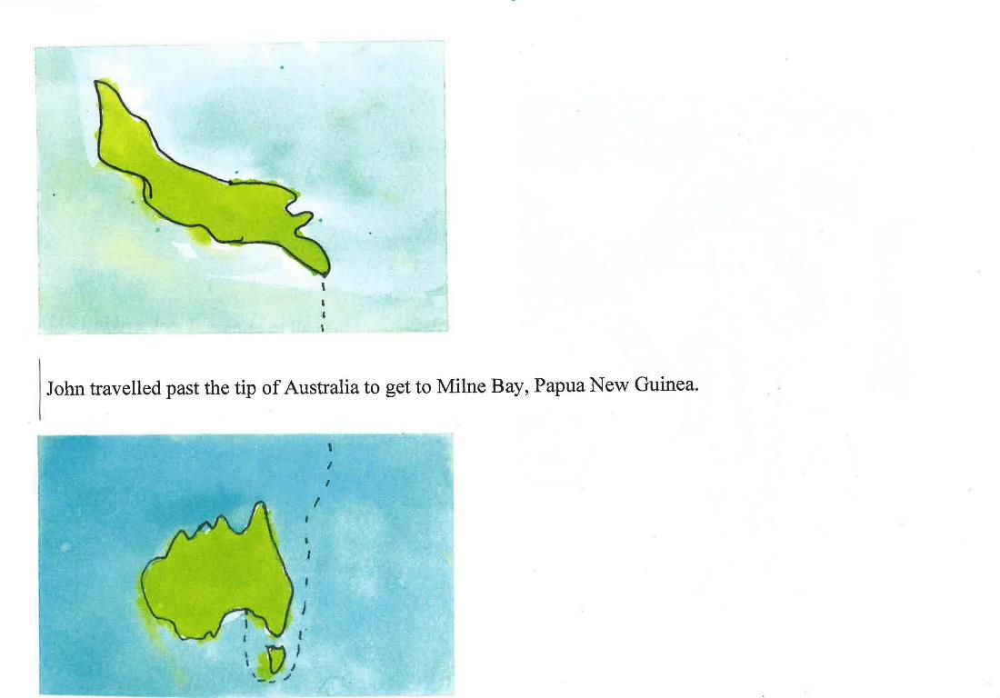 John travelled past the tip of Australia to get to Milne Bay, Papua New Guinea.